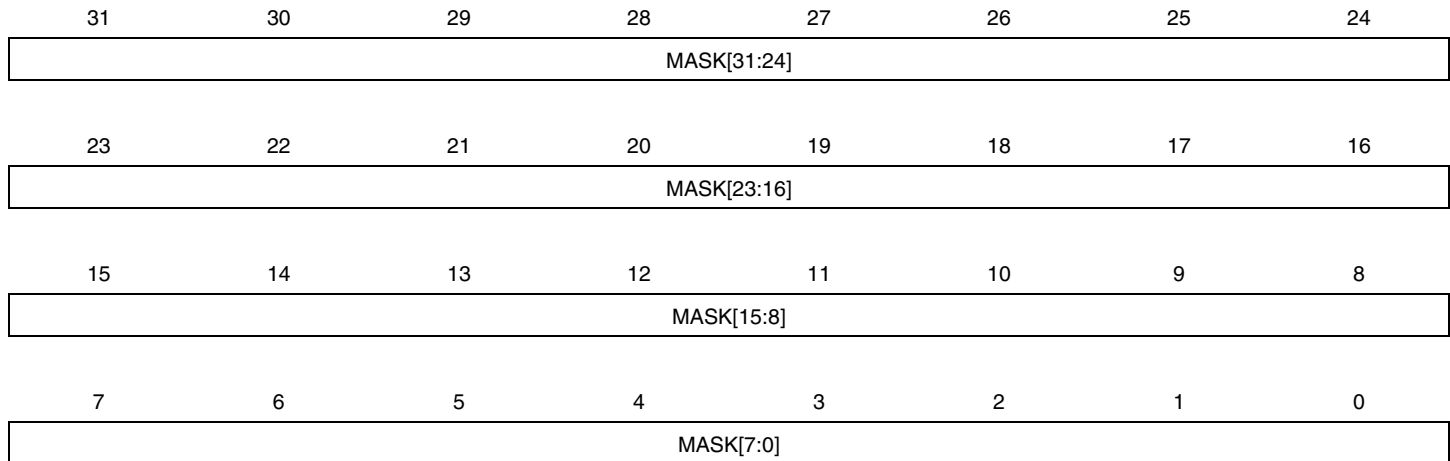 31 30 29 28 27 26 25 24
MASK[31:24]
23 22 21 20 19 18 17 16
MASK[23:16]
15 14 13 12 11 10 9 8
MASK[15:8]
7 6 5 4 3 2 1 0
MASK[7:0]